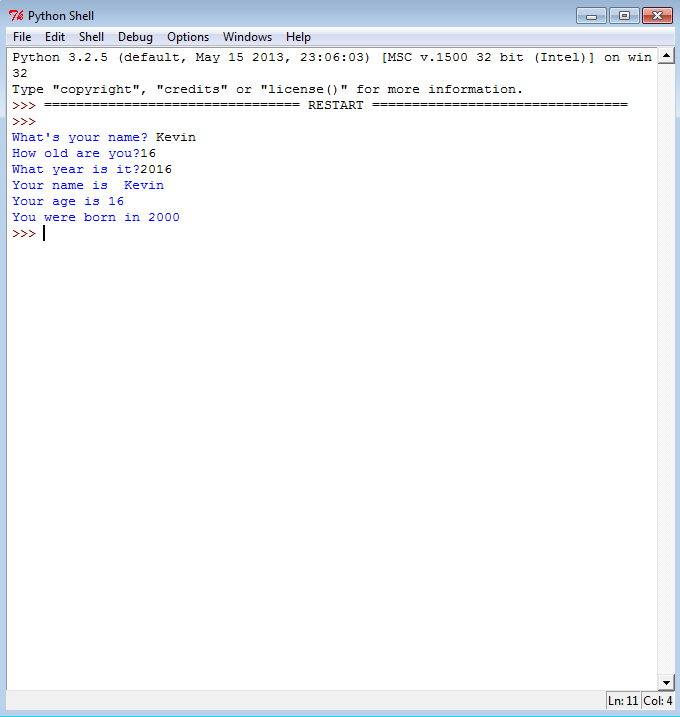 Python Shell
File Edit Shell Debug Options Windows Help
Python 3.2.5 (default, May 15 2013, 23:06:03) [MSC v.1500 32 bit (Intel)] on win
32
Type "copyright", "credits" or "license()" for more information.
>>> ================================ RESTART ================================
>>>
What's your name? Kevin
How old are you?16
What year is it?2016
Your name is  Kevin
Your age is 16
You were born in 2000
>>>
Ln: 11 Col: 4